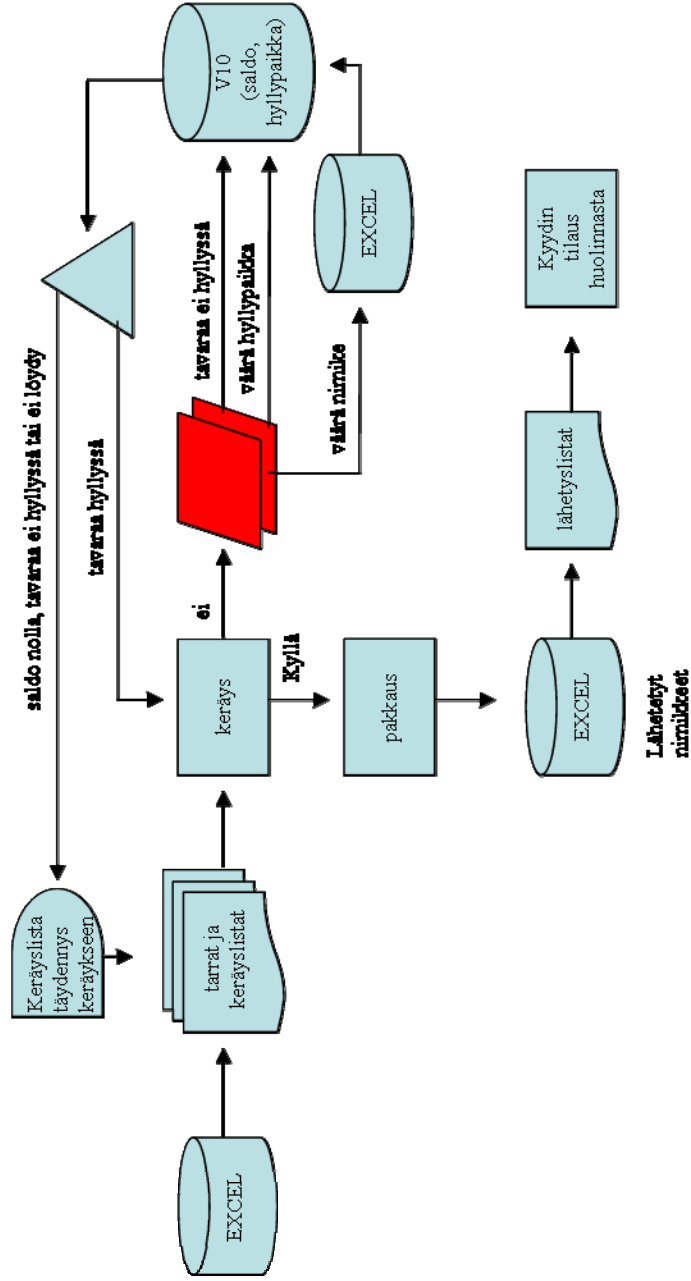 saldo nolla, tavaraa ei hyllyssä tai ei löydy
Keräyslista
täydennys
keräykseen
tavaraa hyllyssä
V10
(saldo,
hyllypaikka)
EXCEL
tarrat ja
keräyslistat
keräys
ei
tavaraa ei hyllyssä
väärä hyllypaikka
Kyllä
väärä nimike
EXCEL
pakkaus
EXCEL
Lähetetyt
nimikkeet
lähetyslistat
Kyydin
tilaus
huolinnasta